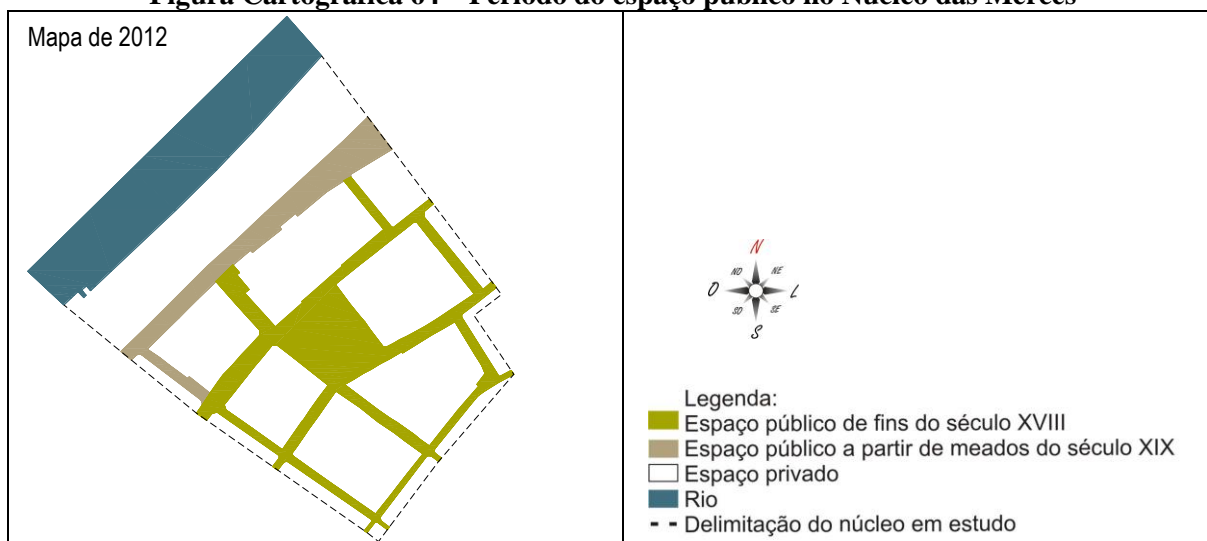 Figura Cartográfica 64 – Período do espaço público no Núcleo das Mercês
Mapa de 2012
N
NO NE
O L
SO SE
S
Legenda:
Espaço público de fins do século XVIII
Espaço público a partir de meados do século XIX
Espaço privado
Rio
Delimitação do núcleo em estudo